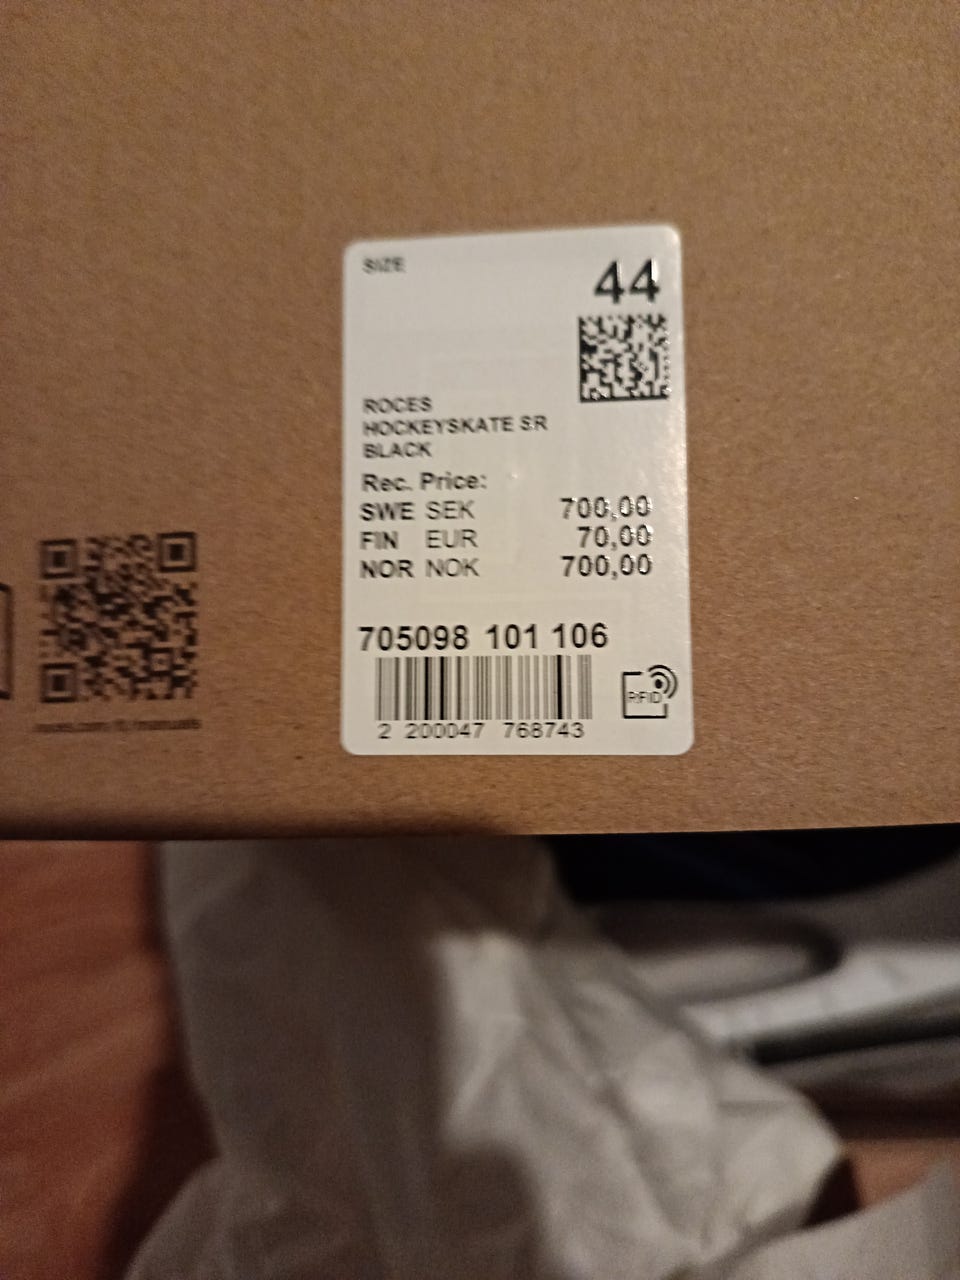 SIZE
44
ROCES
HOCKEYSKATE SR
BLACK
Rec. Price:
SWE SEK 700,00
FIN EUR 70,00
NOR NOK 700,00
705098 101 106
2 200047 768743
RFID